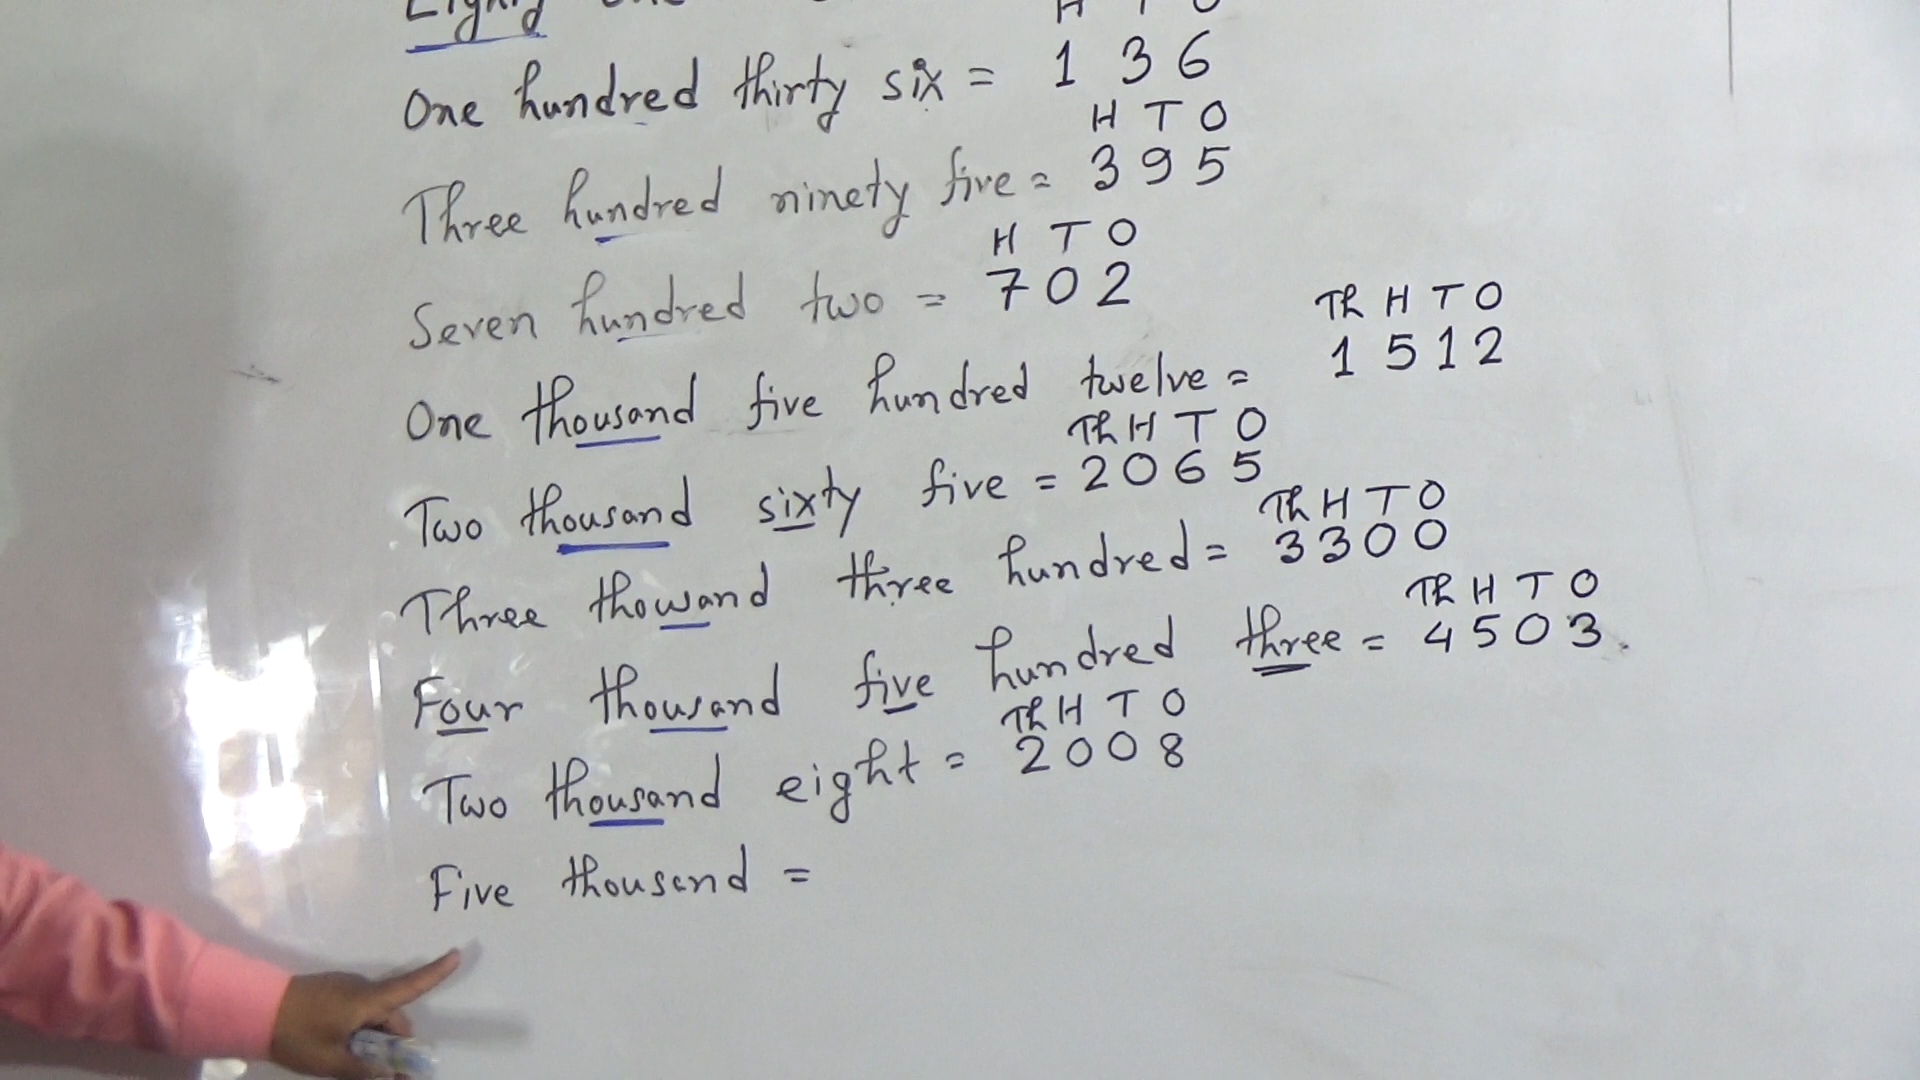 H T O
One hundred thirty six = 1 3 6
H T O
Three hundred ninety five = 3 9 5
H T O
Seven hundred two = 7 0 2
Th H T O
One thousand five hundred twelve = 1 5 1 2
Th H T O
Two thousand sixty five = 2 0 6 5
Th H T O
Three thousand three hundred = 3 3 0 0
Th H T O
Four thousand five hundred three = 4 5 0 3
Th H T O
Two thousand eight = 2 0 0 8
Five thousand =